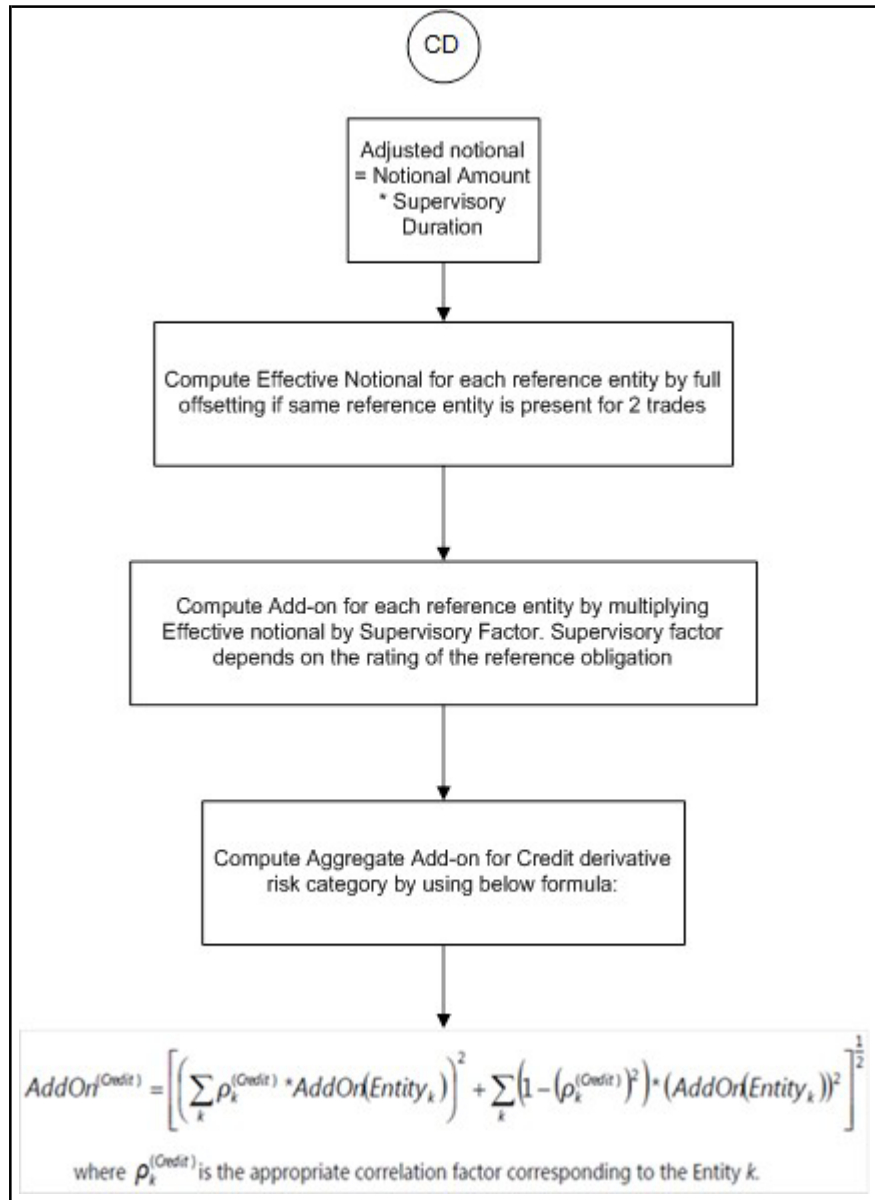 CD
Adjusted notional
= Notional Amount
* Supervisory
Duration
Compute Effective Notional for each reference entity by full
offsetting if same reference entity is present for 2 trades
Compute Add-on for each reference entity by multiplying
Effective notional by Supervisory Factor. Supervisory factor
depends on the rating of the reference obligation
Compute Aggregate Add-on for Credit derivative
risk category by using below formula:
AddOn^(Credit) = [(∑_k ρ_k^(Credit) * AddOn(Entity_k))^2 + ∑_k (1 − (ρ_k^(Credit))^2) * (AddOn(Entity_k))^2]^(1/2)
where ρ_k^(Credit) is the appropriate correlation factor corresponding to the Entity k.